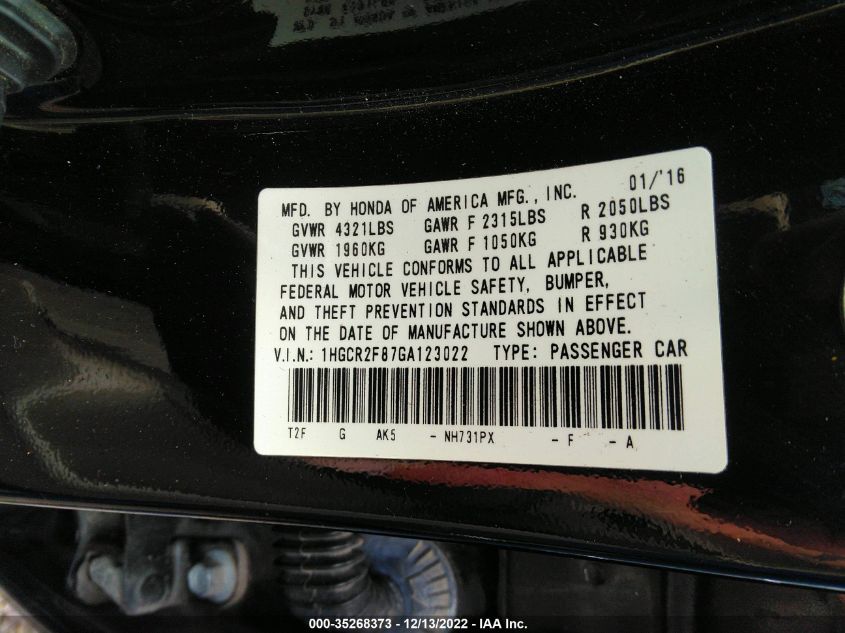 MFD. BY HONDA OF AMERICA MFG., INC. 01/'16
GVWR 4321LBS GAWR F 2315LBS R 2050LBS
GVWR 1960KG GAWR F 1050KG R 930KG
THIS VEHICLE CONFORMS TO ALL APPLICABLE
FEDERAL MOTOR VEHICLE SAFETY, BUMPER,
AND THEFT PREVENTION STANDARDS IN EFFECT
ON THE DATE OF MANUFACTURE SHOWN ABOVE.
V.I.N.: 1HGCR2F87GA123022 TYPE: PASSENGER CAR
T2F G AK5 - NH731PX - F - A
000-35268373 - 12/13/2022 - IAA Inc.